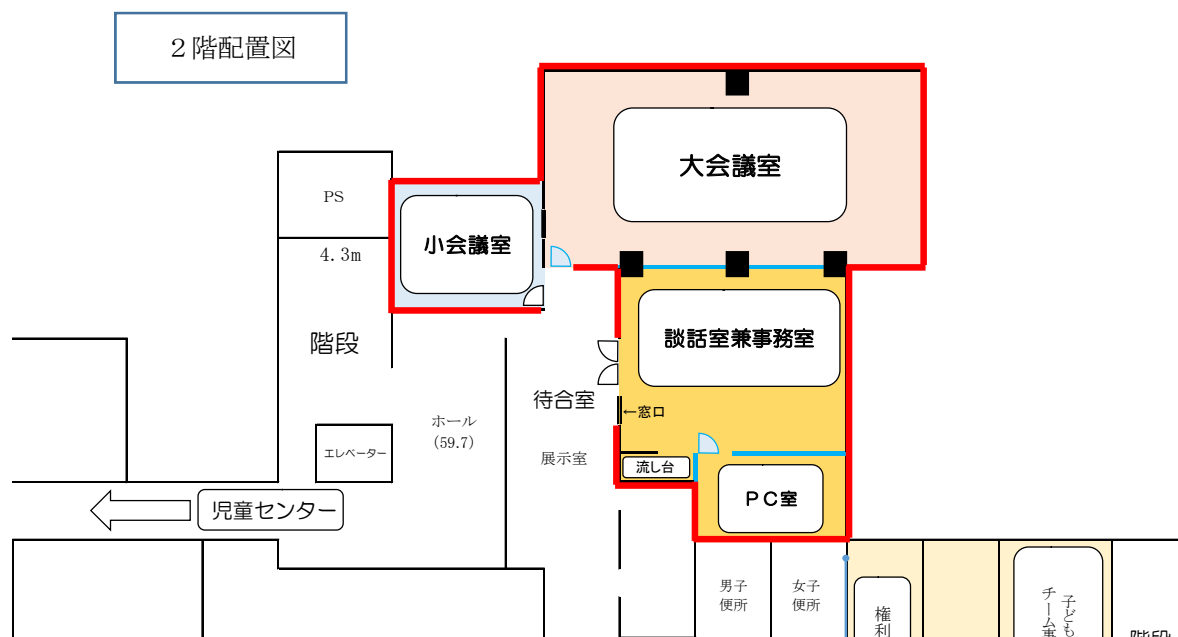 ２階配置図
大会議室
PS
小会議室
4.3m
階段
談話室兼事務室
待合室
←窓口
ホール
(59.7)
エレベーター
展示室
流し台
PC室
児童センター
男子
便所
女子
便所
権利
子ども
チーム事